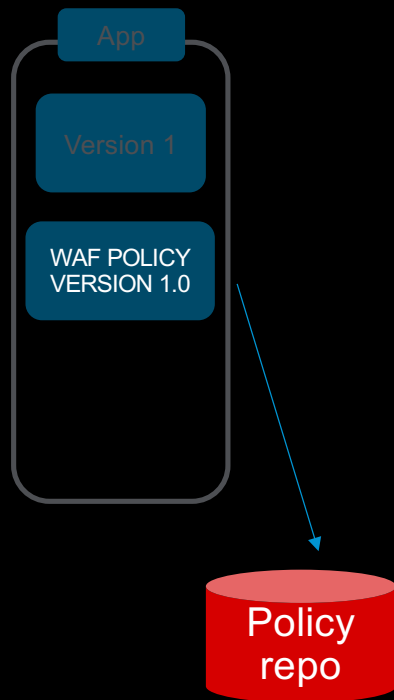 App
Version 1
WAF POLICY
VERSION 1.0
Policy
repo